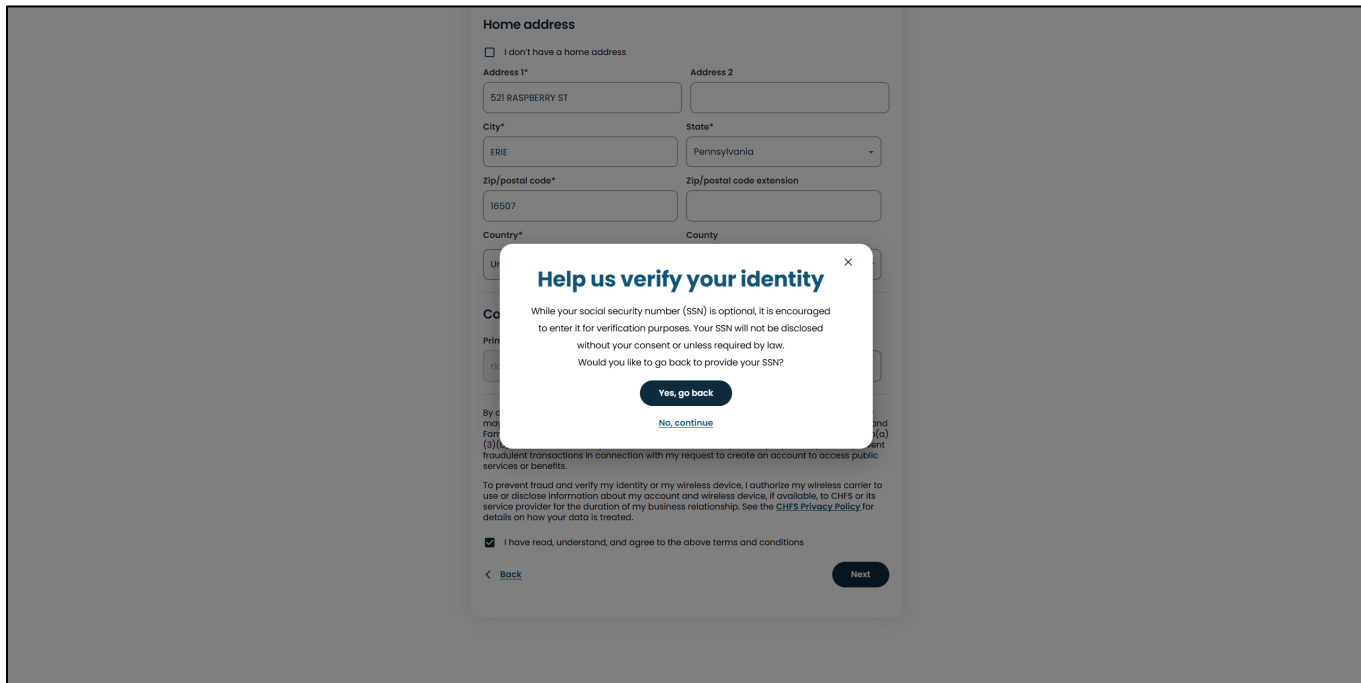 Home address
I don't have a home address
Address 1* Address 2
521 RASPBERRY ST
City* State*
ERIE Pennsylvania
Zip/postal code* Zip/postal code extension
16507
Country* County
Help us verify your identity
While your social security number (SSN) is optional, it is encouraged
to enter it for verification purposes. Your SSN will not be disclosed
without your consent or unless required by law.
Would you like to go back to provide your SSN?
Yes, go back
No, continue
By
and
fraudulent transactions in connection with my request to create an account to access public
services or benefits.
To prevent fraud and verify my identity or my wireless device, I authorize my wireless carrier to
use or disclose information about my account and wireless device, if available, to CHFS or its
service provider for the duration of my business relationship. See the CHFS Privacy Policy for
details on how your data is treated.
I have read, understand, and agree to the above terms and conditions
Back Next